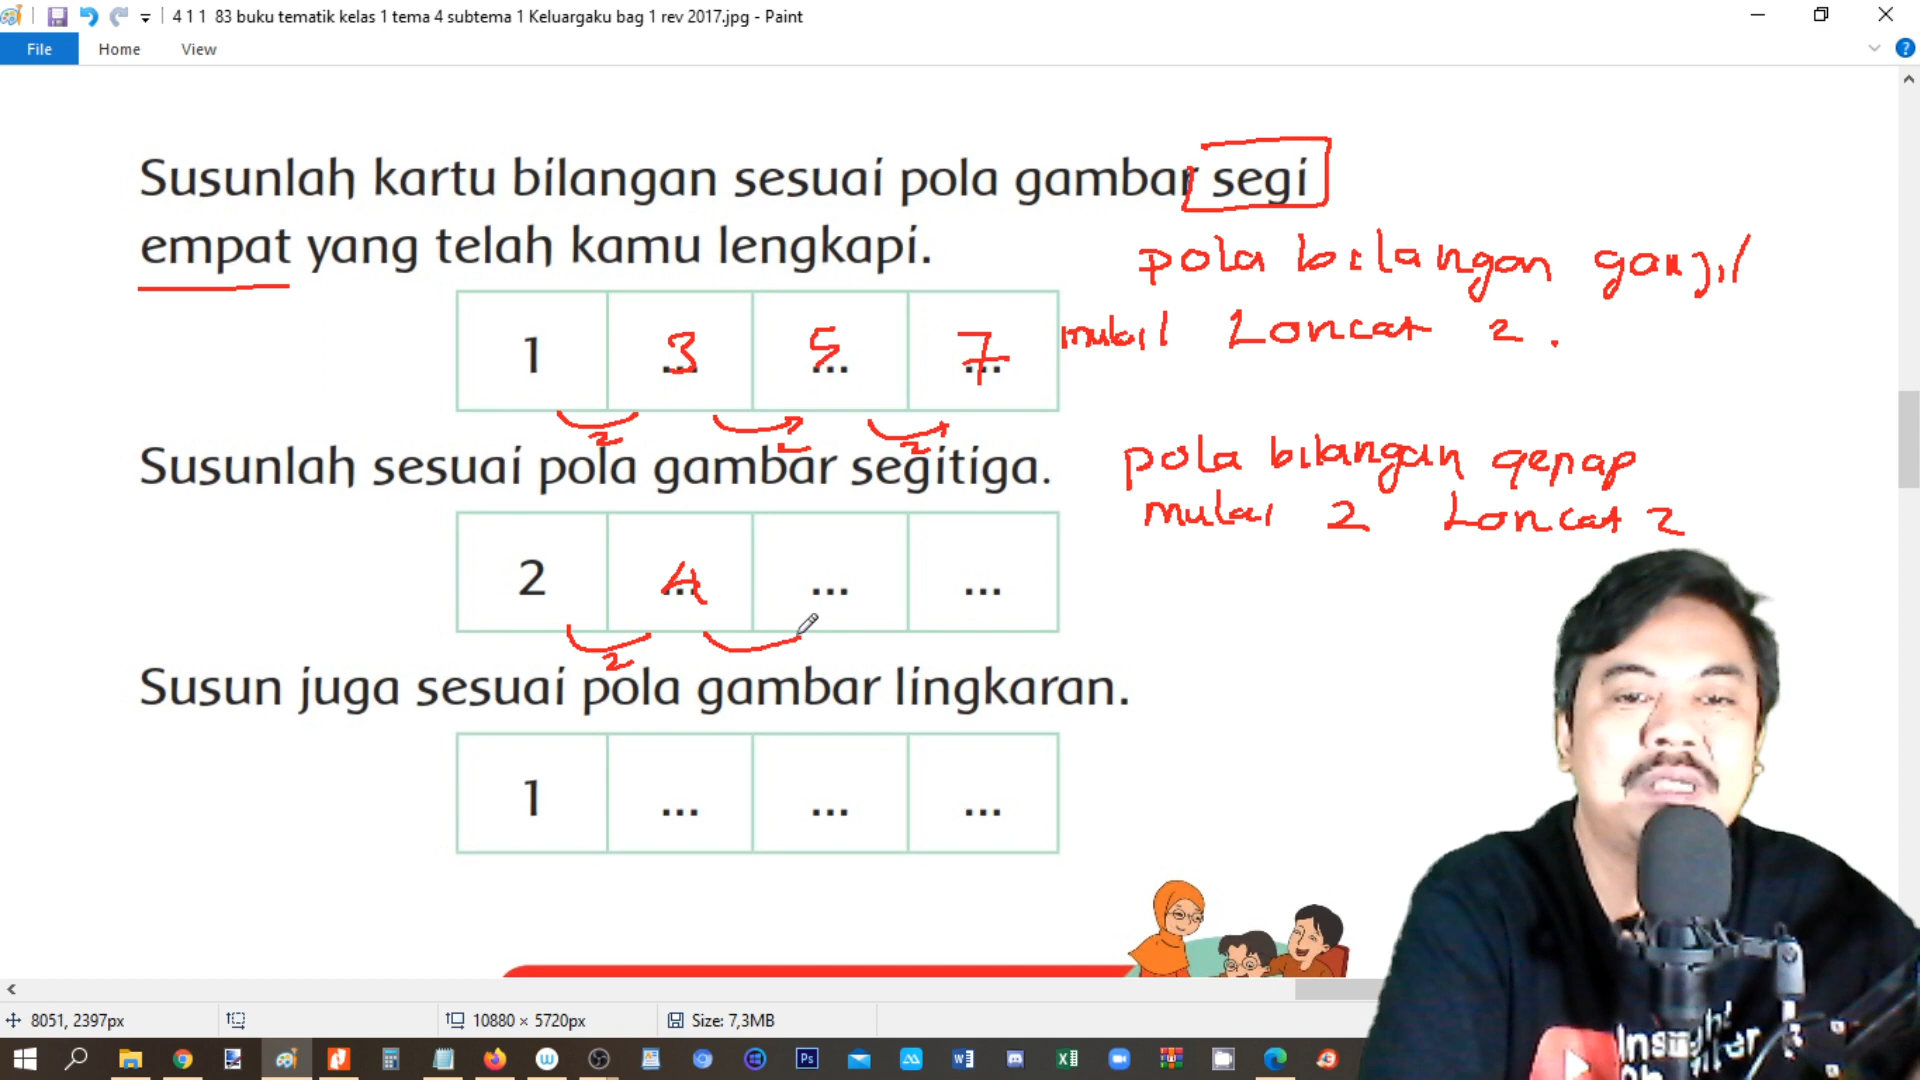 4 1 1  83 buku tematik kelas 1 tema 4 subtema 1 Keluargaku bag 1 rev 2017.jpg - Paint
File Home View
Susunlah kartu bilangan sesuai pola gambar segi
empat yang telah kamu lengkapi.
pola bilangan ganjil
1 3 5 7
mulai 1 Loncat 2.
2 2 2
Susunlah sesuai pola gambar segitiga.
pola bilangan genap
mulai 2 Loncat 2
2 4 ... ...
2
Susun juga sesuai pola gambar lingkaran.
1 ... ... ...
8051, 2397px
10880 × 5720px
Size: 7,3MB